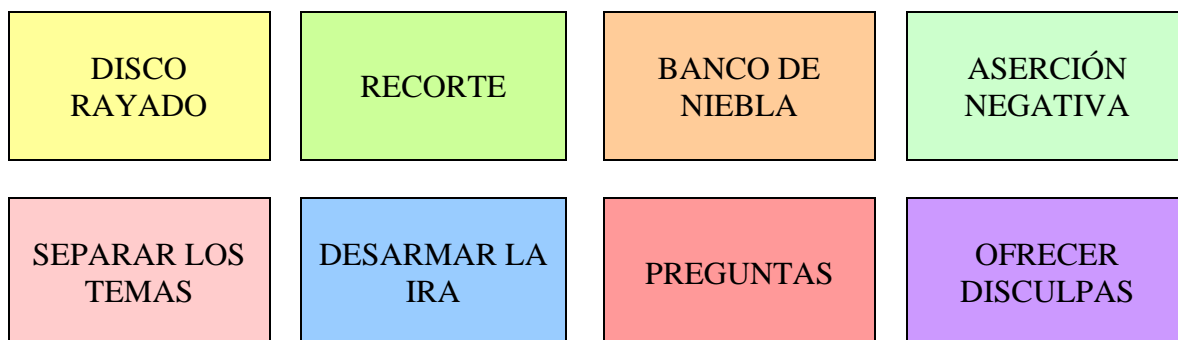 DISCO
RAYADO
RECORTE
BANCO DE
NIEBLA
ASERCIÓN
NEGATIVA
SEPARAR LOS
TEMAS
DESARMAR LA
IRA
PREGUNTAS
OFRECER
DISCULPAS